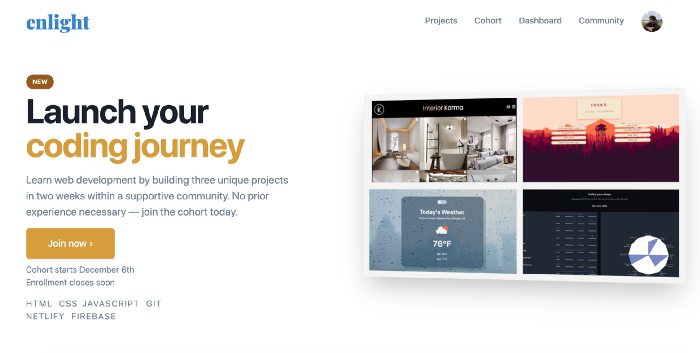 enlight
Projects Cohort Dashboard Community
NEW
Launch your
coding journey
Learn web development by building three unique projects
in two weeks within a supportive community. No prior
experience necessary — join the cohort today.
Join now ›
Cohort starts December 6th
Enrollment closes soon
HTML CSS JAVASCRIPT GIT
NETLIFY FIREBASE
Interior Karma
TASKS
Today's Weather
76°F